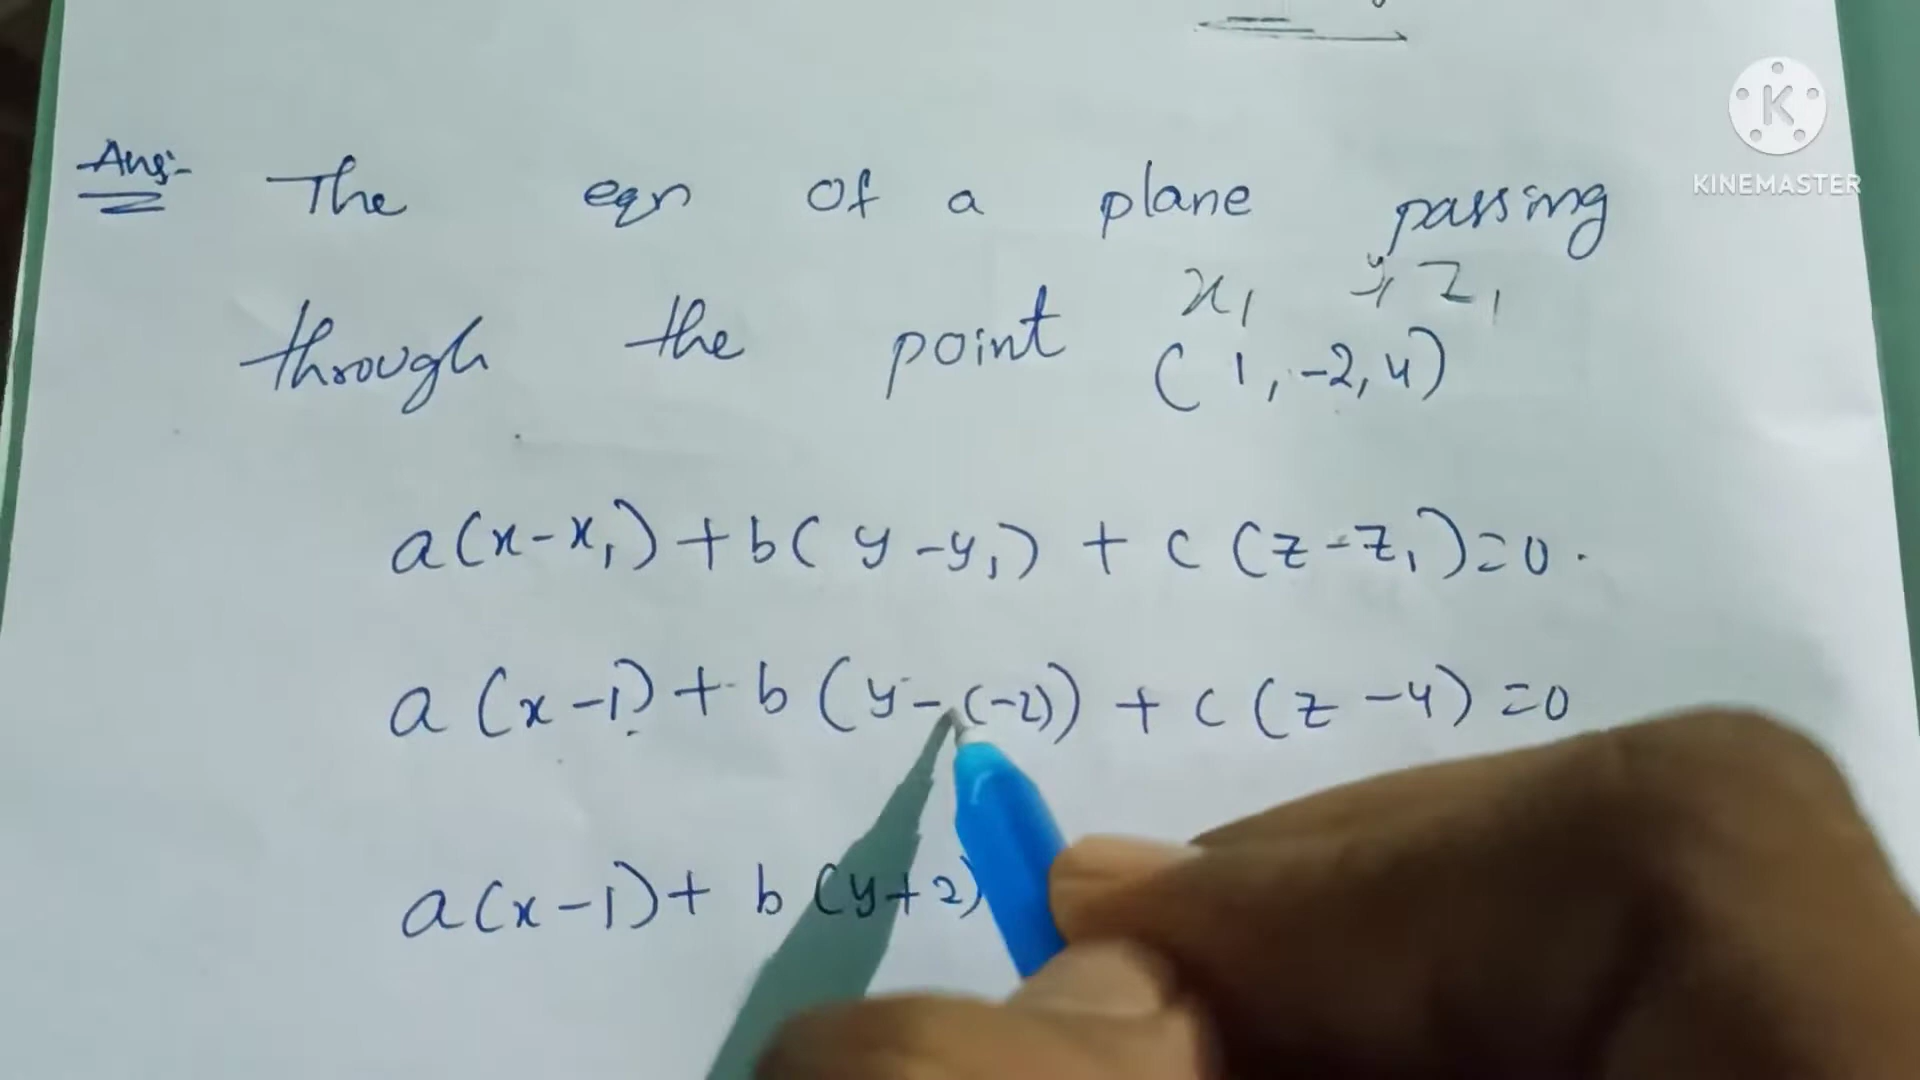 KINEMASTER
Ans:- The eqn of a plane passing
x₁ y₁ z₁
through the point (1, -2, 4)
a(x-x₁) + b(y-y₁) + c(z-z₁)=0.
a(x-1) + b(y-(-2)) + c(z-4)=0
a(x-1) + b(y+2)